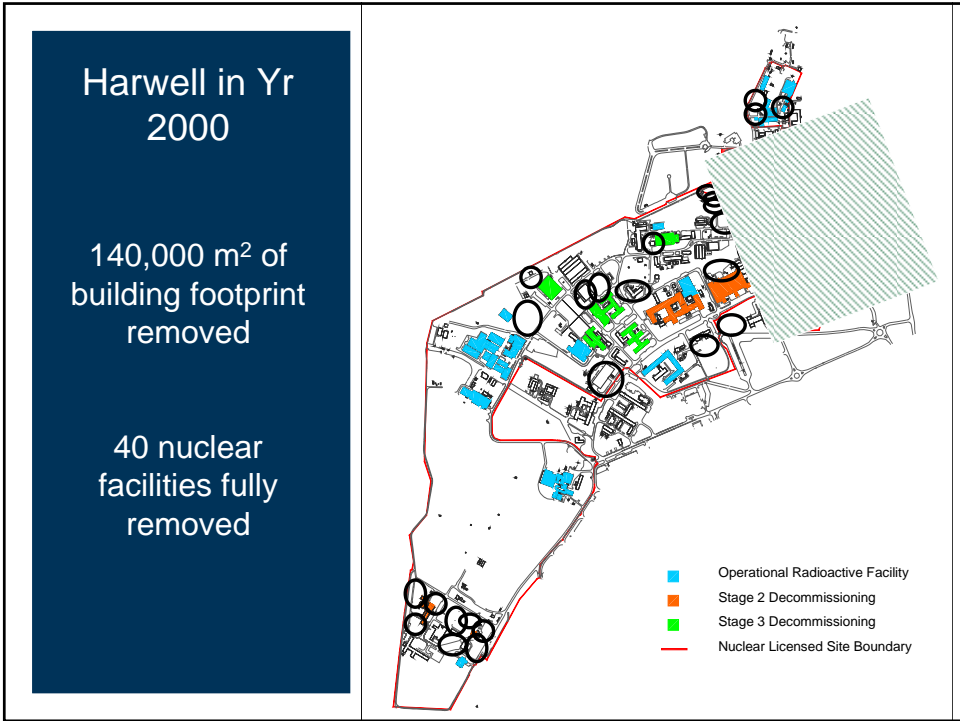 Harwell in Yr
2000
140,000 m² of
building footprint
removed
40 nuclear
facilities fully
removed
Operational Radioactive Facility
Stage 2 Decommissioning
Stage 3 Decommissioning
Nuclear Licensed Site Boundary